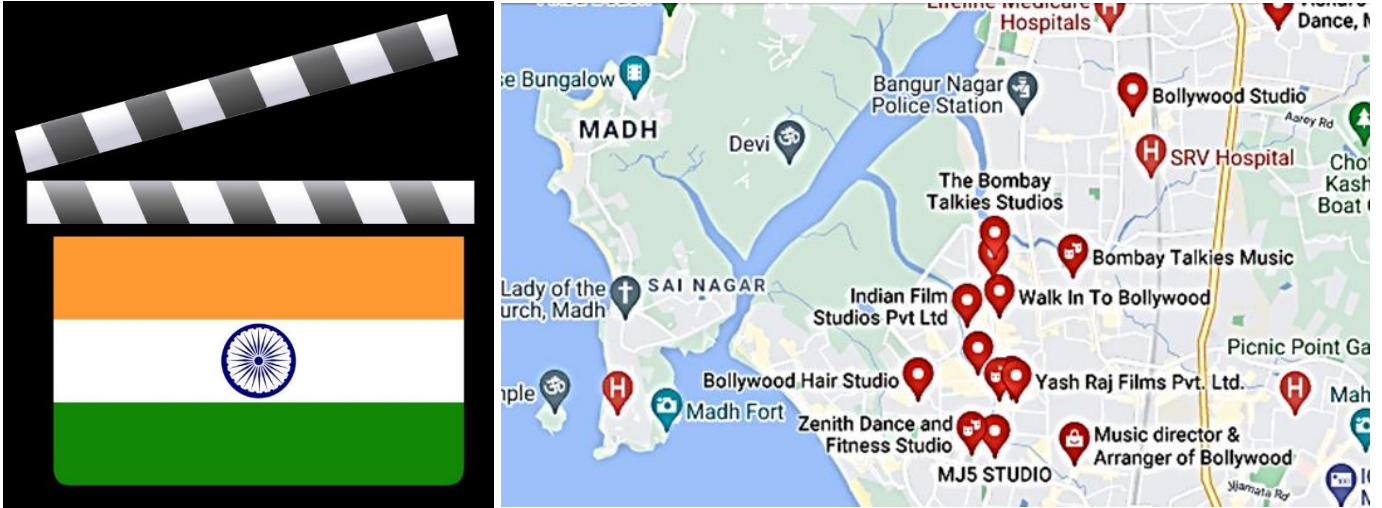 Hospitals
Dance,
se Bungalow
Bangur Nagar
Police Station
Bollywood Studio
Aarey Rd
MADH
Devi
SRV Hospital
Chot
Kash
Boat
The Bombay
Talkies Studios
Bombay Talkies Music
Lady of the
urch, Madh
SAI NAGAR
Indian Film
Studios Pvt Ltd
Walk In To Bollywood
Picnic Point Ga
Bollywood Hair Studio
Yash Raj Films Pvt. Ltd.
mple
Madh Fort
Mah
Zenith Dance and
Fitness Studio
Music director &
Arranger of Bollywood
MJ5 STUDIO